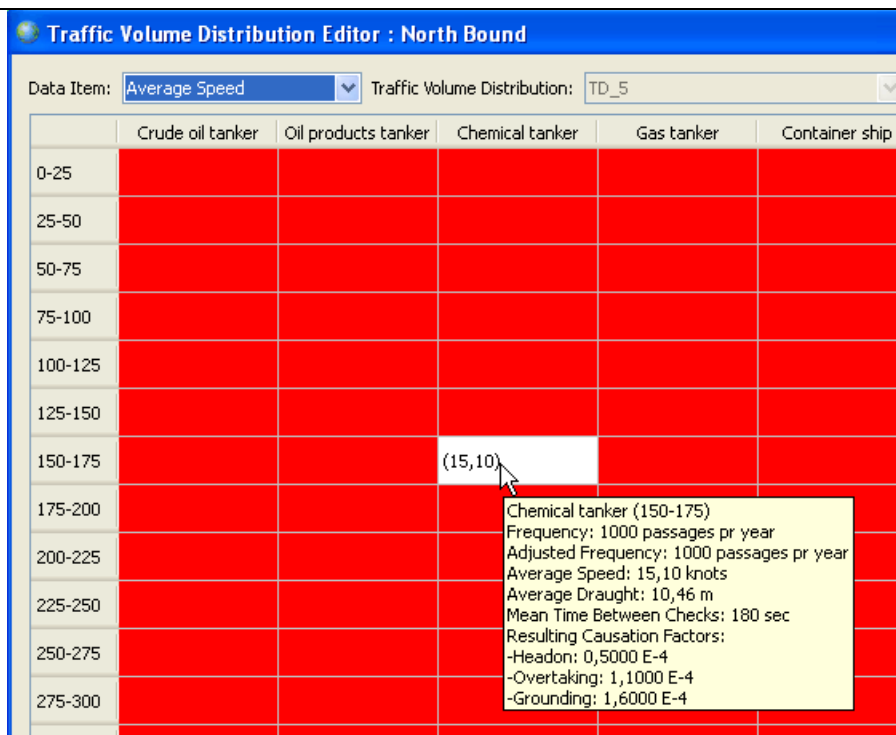 Traffic Volume Distribution Editor : North Bound
Data Item: Average Speed Traffic Volume Distribution: TD_5
Crude oil tanker Oil products tanker Chemical tanker Gas tanker Container ship
0-25
25-50
50-75
75-100
100-125
125-150
150-175 (15,10)
175-200
200-225
225-250
250-275
275-300
Chemical tanker (150-175)
Frequency: 1000 passages pr year
Adjusted Frequency: 1000 passages pr year
Average Speed: 15,10 knots
Average Draught: 10,46 m
Mean Time Between Checks: 180 sec
Resulting Causation Factors:
-Headon: 0,5000 E-4
-Overtaking: 1,1000 E-4
-Grounding: 1,6000 E-4